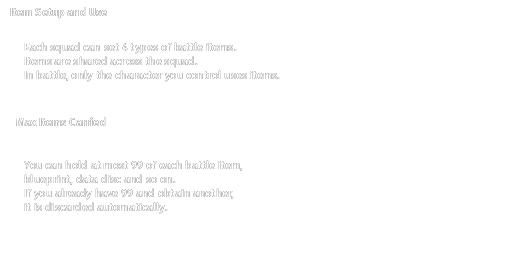 Item Setup and Use
Each squad can set 4 types of battle items.
Items are shared across the squad.
In battle, only the character you control uses items.
Max Items Carried
You can hold at most 99 of each battle item,
blueprint, data disc and so on.
If you already have 99 and obtain another,
it is discarded automatically.